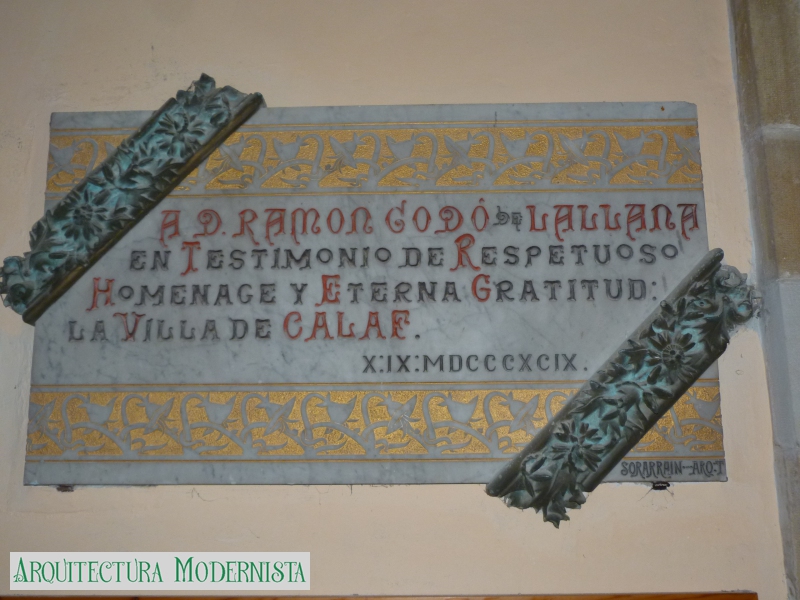 A D. RAMON GODÓ DE LALLANA
EN TESTIMONIO DE RESPETUOSO
HOMENAGE Y ETERNA GRATITUD:
LA VILLA DE CALAF.
X:IX:MDCCCXCIX.
SORARRAIN-ARQ:T
ARQUITECTURA MODERNISTA